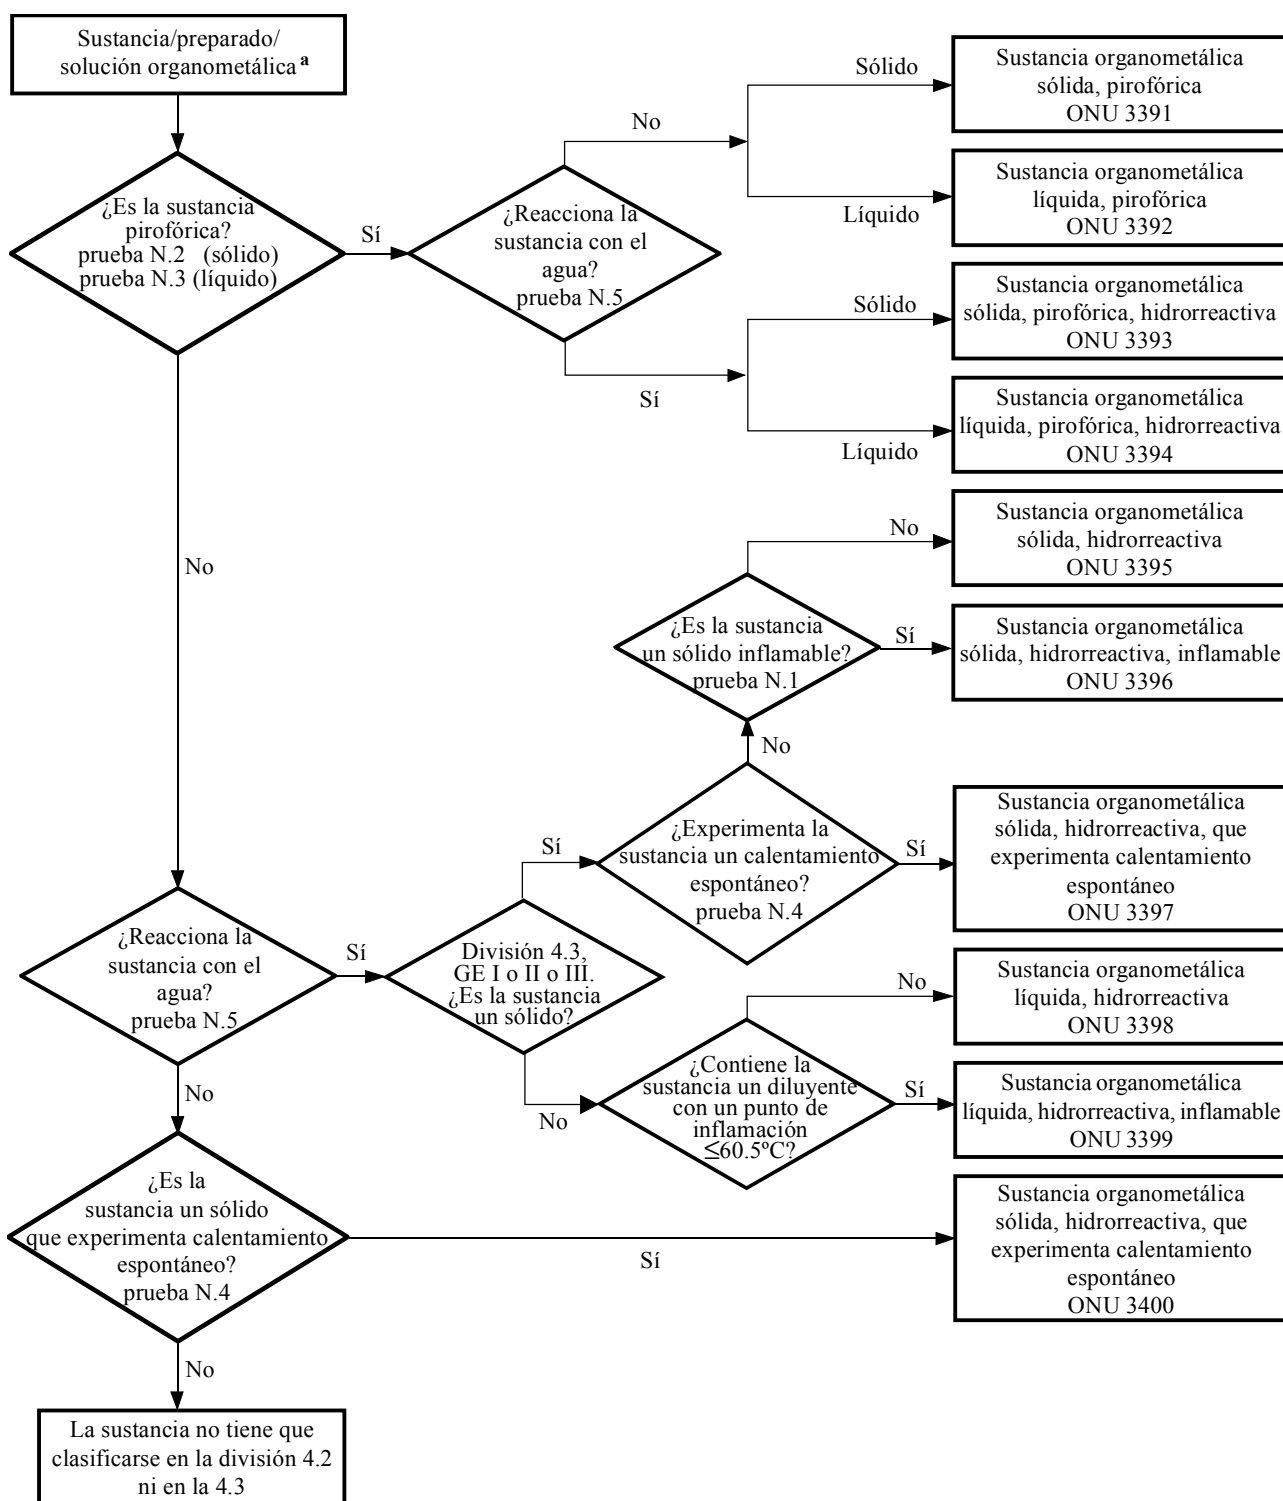 Sustancia/preparado/
solución organometálica a
¿Es la sustancia
pirofórica?
prueba N.2 (sólido)
prueba N.3 (líquido)
Sí
¿Reacciona la
sustancia con el
agua?
prueba N.5
No
Sólido
Sustancia organometálica
sólida, pirofórica
ONU 3391
Líquido
Sustancia organometálica
líquida, pirofórica
ONU 3392
Sí
Sólido
Sustancia organometálica
sólida, pirofórica, hidrorreactiva
ONU 3393
Líquido
Sustancia organometálica
líquida, pirofórica, hidrorreactiva
ONU 3394
No
No
Sustancia organometálica
sólida, hidrorreactiva
ONU 3395
¿Es la sustancia
un sólido inflamable?
prueba N.1
Sí
Sustancia organometálica
sólida, hidrorreactiva, inflamable
ONU 3396
No
¿Experimenta la
sustancia un calentamiento
espontáneo?
prueba N.4
Sí
Sustancia organometálica
sólida, hidrorreactiva, que
experimenta calentamiento
espontáneo
ONU 3397
Sí
¿Reacciona la
sustancia con el
agua?
prueba N.5
Sí
División 4.3,
GE I o II o III.
¿Es la sustancia
un sólido?
No
Sustancia organometálica
líquida, hidrorreactiva
ONU 3398
No
¿Contiene la
sustancia un diluyente
con un punto de
inflamación
≤60.5ºC?
Sí
Sustancia organometálica
líquida, hidrorreactiva, inflamable
ONU 3399
No
¿Es la
sustancia un sólido
que experimenta calentamiento
espontáneo?
prueba N.4
Sí
Sustancia organometálica
sólida, hidrorreactiva, que
experimenta calentamiento
espontáneo
ONU 3400
No
La sustancia no tiene que
clasificarse en la división 4.2
ni en la 4.3